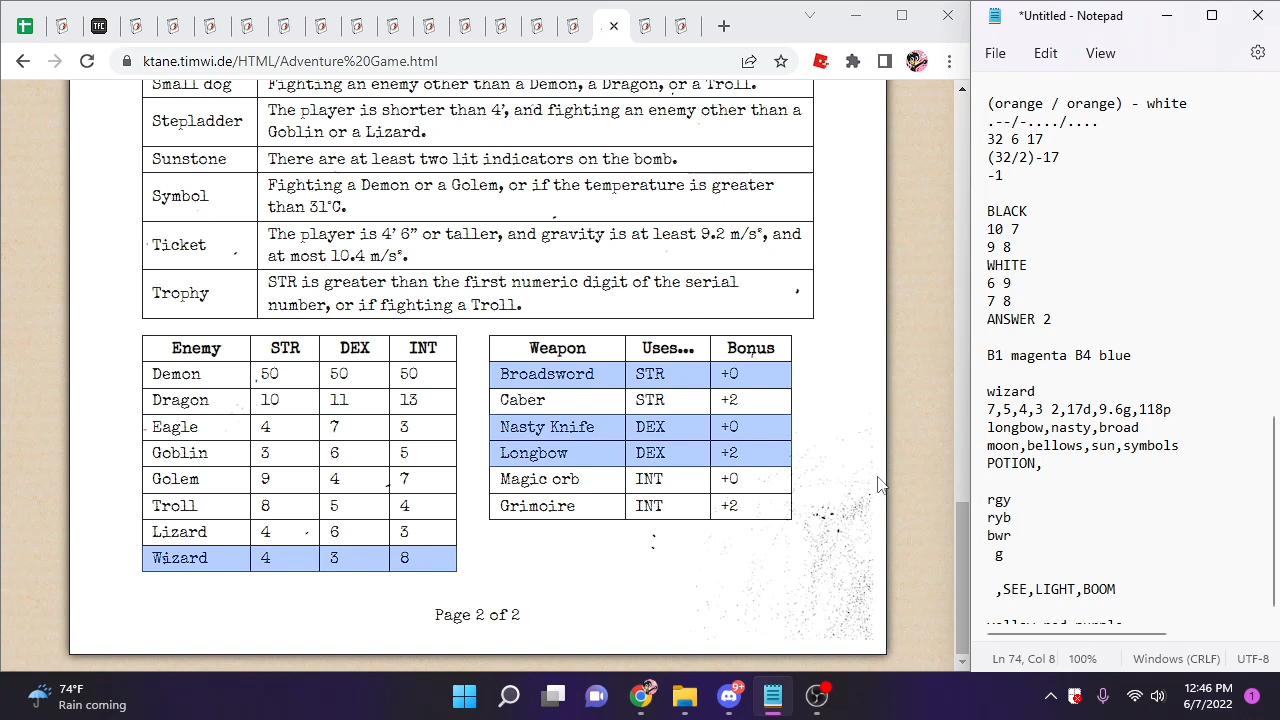 TFC
*Untitled - Notepad
ktane.timwi.de/HTML/Adventure%20Game.html
File Edit View
Small dog Fighting an enemy other than a Demon, a Dragon, or a Troll.
Stepladder The player is shorter than 4’, and fighting an enemy other than a
Goblin or a Lizard.
Sunstone There are at least two lit indicators on the bomb.
Symbol Fighting a Demon or a Golem, or if the temperature is greater
than 31°C.
Ticket The player is 4’ 6” or taller, and gravity is at least 9.2 m/s², and
at most 10.4 m/s².
Trophy STR is greater than the first numeric digit of the serial
number, or if fighting a Troll.
Enemy STR DEX INT
Demon 50 50 50
Dragon 10 11 13
Eagle 4 7 3
Goblin 3 6 5
Golem 9 4 7
Troll 8 5 4
Lizard 4 6 3
Wizard 4 3 8
Weapon Uses... Bonus
Broadsword STR +0
Caber STR +2
Nasty Knife DEX +0
Longbow DEX +2
Magic orb INT +0
Grimoire INT +2
Page 2 of 2
(orange / orange) - white
.--/-..../....
32 6 17
(32/2)-17
-1
BLACK
10 7
9 8
WHITE
6 9
7 8
ANSWER 2
B1 magenta B4 blue
wizard
7,5,4,3 2,17d,9.6g,118p
longbow,nasty,broad
moon,bellows,sun,symbols
POTION,
rgy
ryb
bwr
g
,SEE,LIGHT,BOOM
yellow red purple
Ln 74, Col 8 100% Windows (CRLF) UTF-8
74°F
Rain coming
9+
12:46 PM
6/7/2022
1